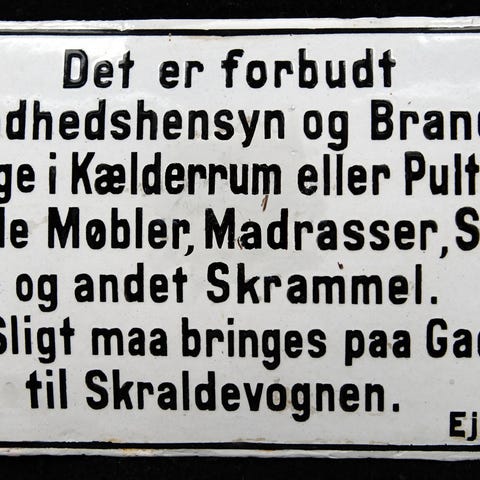 Det er forbudt
dhedshensyn og Bran
ge i Kælderrum eller Pult
le Møbler, Madrasser, S
og andet Skrammel.
Sligt maa bringes paa Ga
til Skraldevognen.
Ej